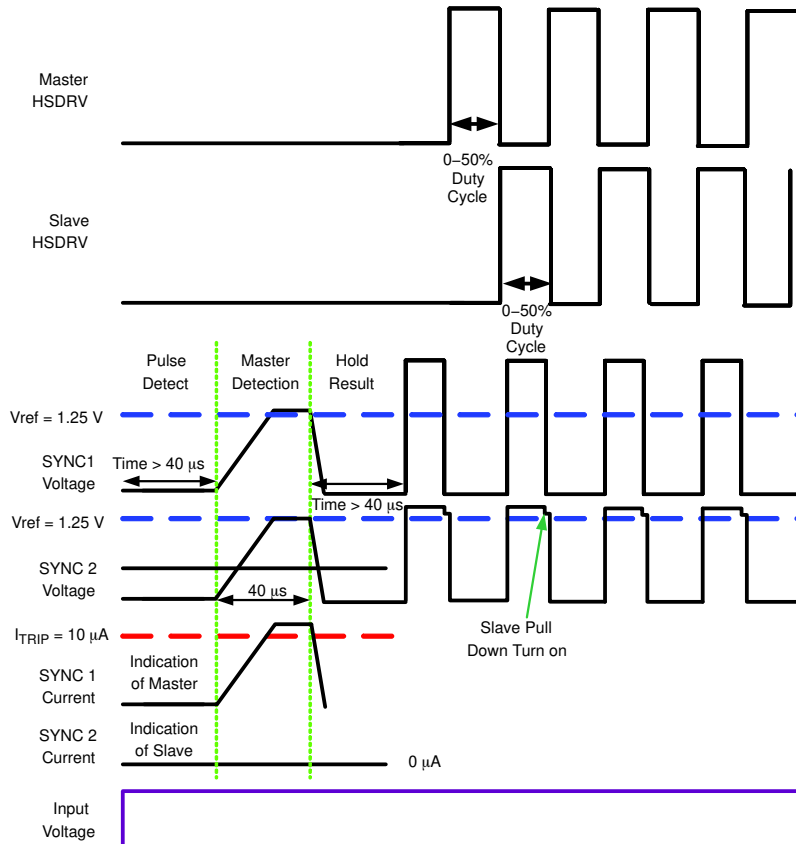 Master
HSDRV
0–50%
Duty
Cycle
Slave
HSDRV
0–50%
Duty
Cycle
Pulse
Detect
Master
Detection
Hold
Result
Vref = 1.25 V
SYNC1
Voltage
Time > 40 μs
Time > 40 μs
Vref = 1.25 V
SYNC 2
Voltage
40 μs
Slave Pull
Down Turn on
ITRIP = 10 μA
SYNC 1
Current
Indication
of Master
SYNC 2
Current
Indication
of Slave
0 μA
Input
Voltage